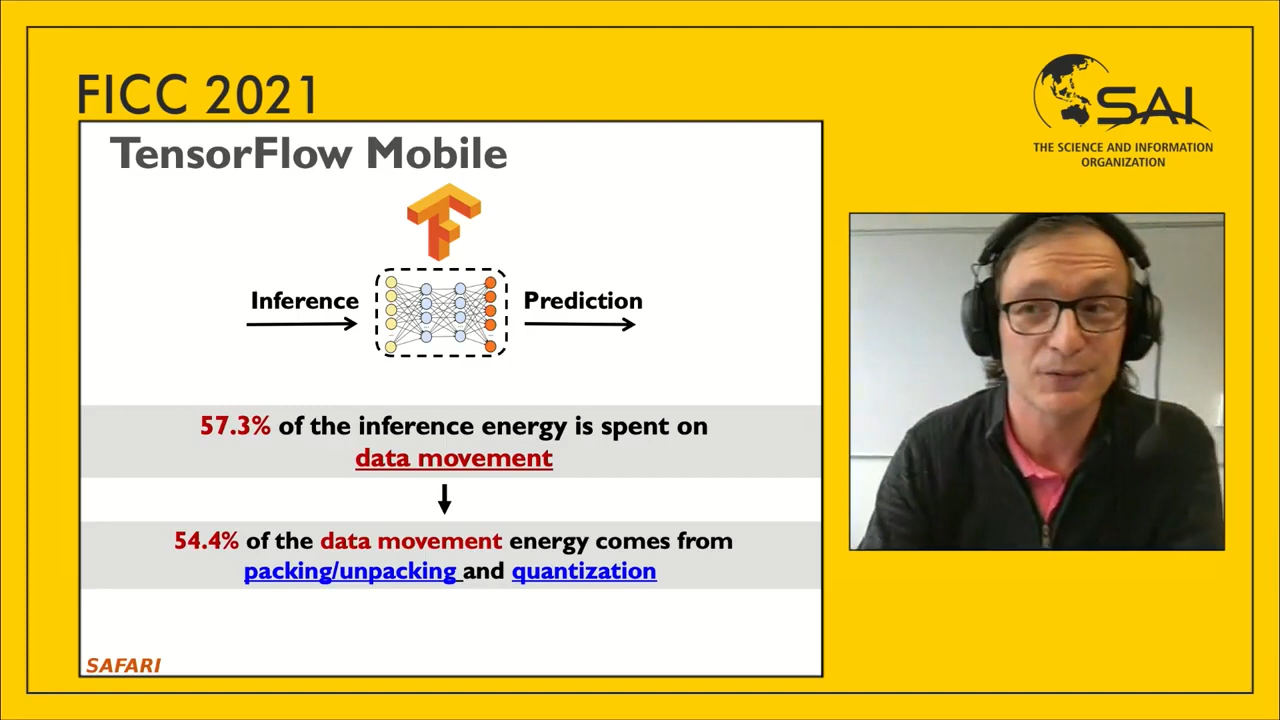 FICC 2021
SAI
THE SCIENCE AND INFORMATION
ORGANIZATION
TensorFlow Mobile
Inference
Prediction
57.3% of the inference energy is spent on
data movement
54.4% of the data movement energy comes from
packing/unpacking and quantization
SAFARI